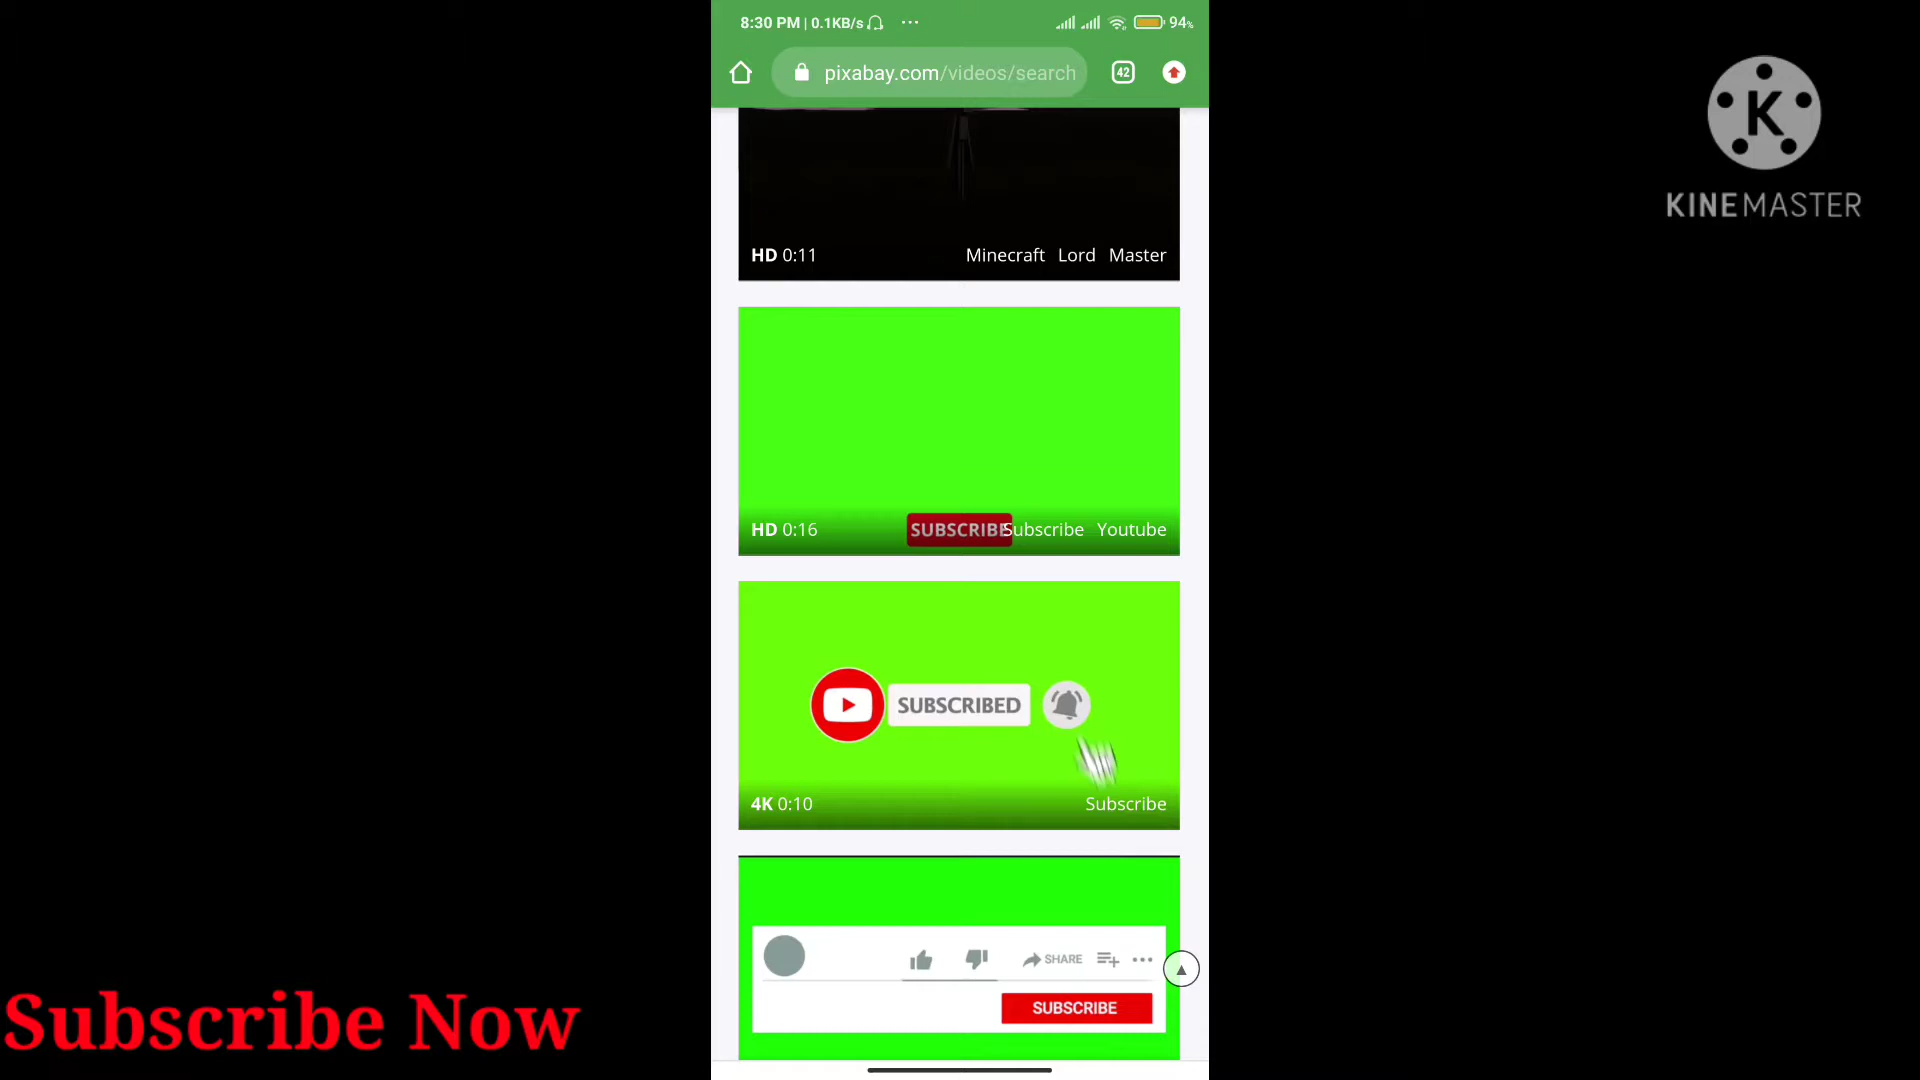 8:30 PM | 0.1KB/s ... 94%
pixabay.com/videos/search 42
K
KINEMASTER
HD 0:11 Minecraft Lord Master
HD 0:16 SUBSCRIBE Subscribe Youtube
SUBSCRIBED
4K 0:10 Subscribe
SHARE
SUBSCRIBE
Subscribe Now